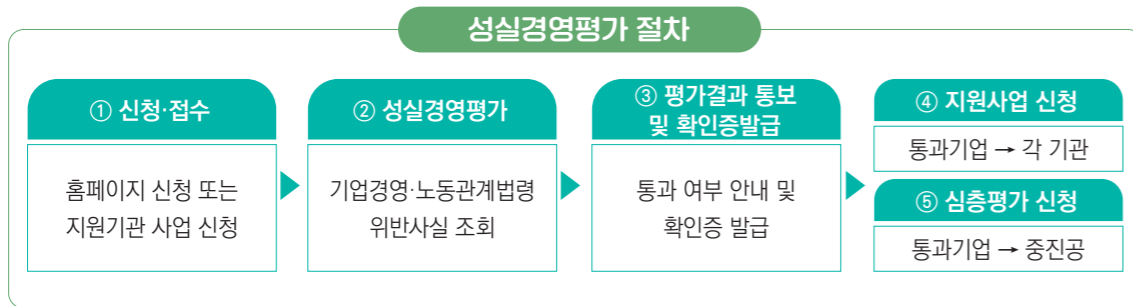 성실경영평가 절차
① 신청·접수
홈페이지 신청 또는
지원기관 사업 신청
② 성실경영평가
기업경영·노동관계법령
위반사실 조회
③ 평가결과 통보
및 확인증발급
통과 여부 안내 및
확인증 발급
④ 지원사업 신청
통과기업 → 각 기관
⑤ 심층평가 신청
통과기업 → 중진공